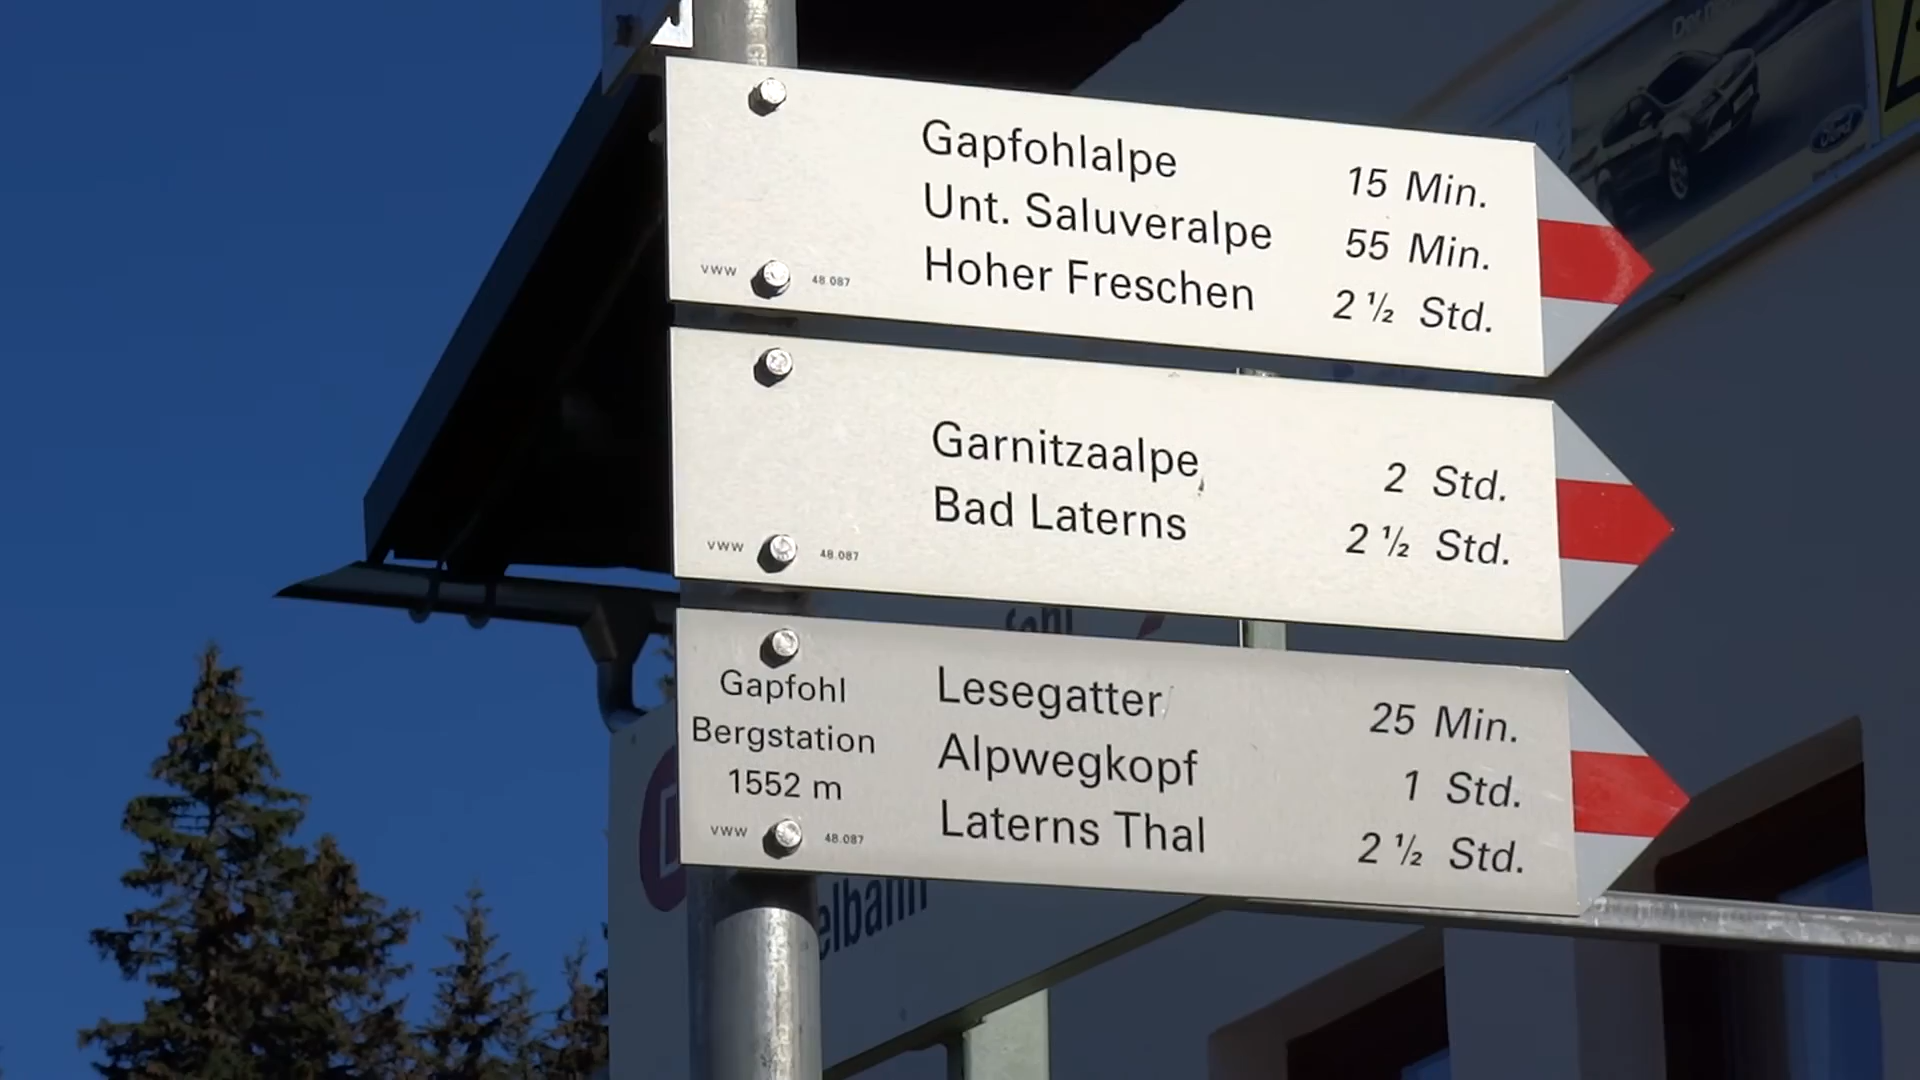 Gapfohlalpe 15 Min.
Unt. Saluveralpe 55 Min.
Hoher Freschen 2 ½ Std.
vww 48.087
Garnitzaalpe 2 Std.
Bad Laterns 2 ½ Std.
vww 48.087
Gapfohl
Bergstation
1552 m
vww 48.087
Lesegatter 25 Min.
Alpwegkopf 1 Std.
Laterns Thal 2 ½ Std.
Ford